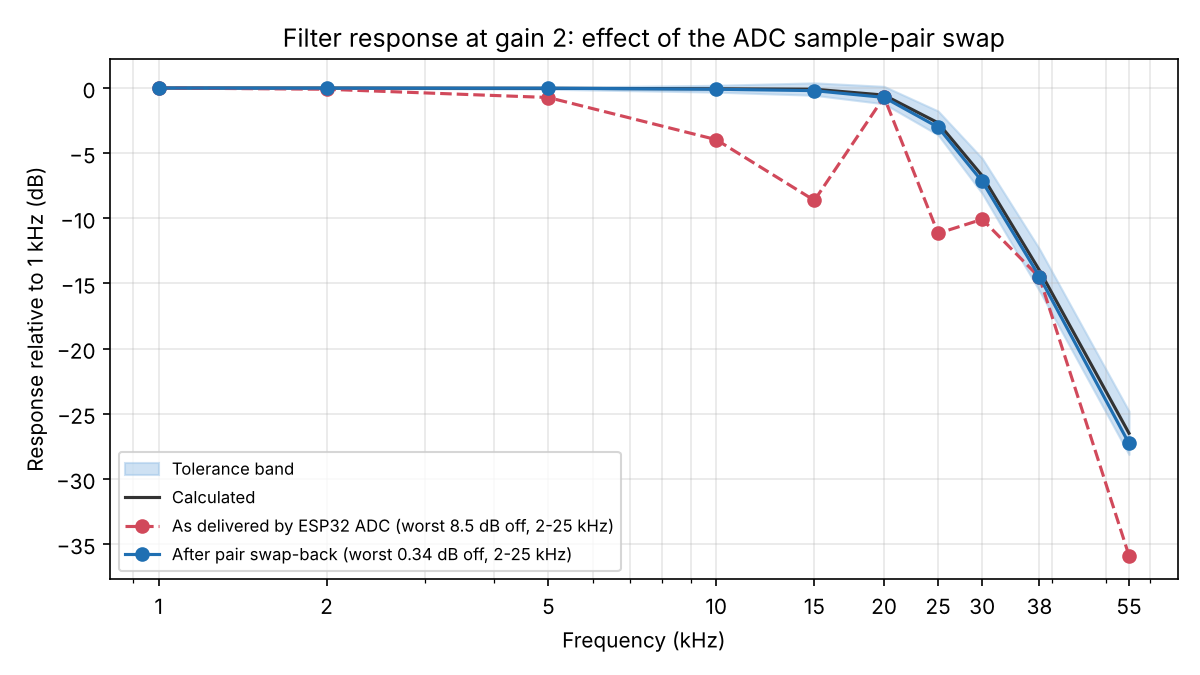 Filter response at gain 2: effect of the ADC sample-pair swap
Response relative to 1 kHz (dB)
0
−5
−10
−15
−20
−25
−30
−35
Tolerance band
Calculated
As delivered by ESP32 ADC (worst 8.5 dB off, 2-25 kHz)
After pair swap-back (worst 0.34 dB off, 2-25 kHz)
1 2 5 10 15 20 25 30 38 55
Frequency (kHz)